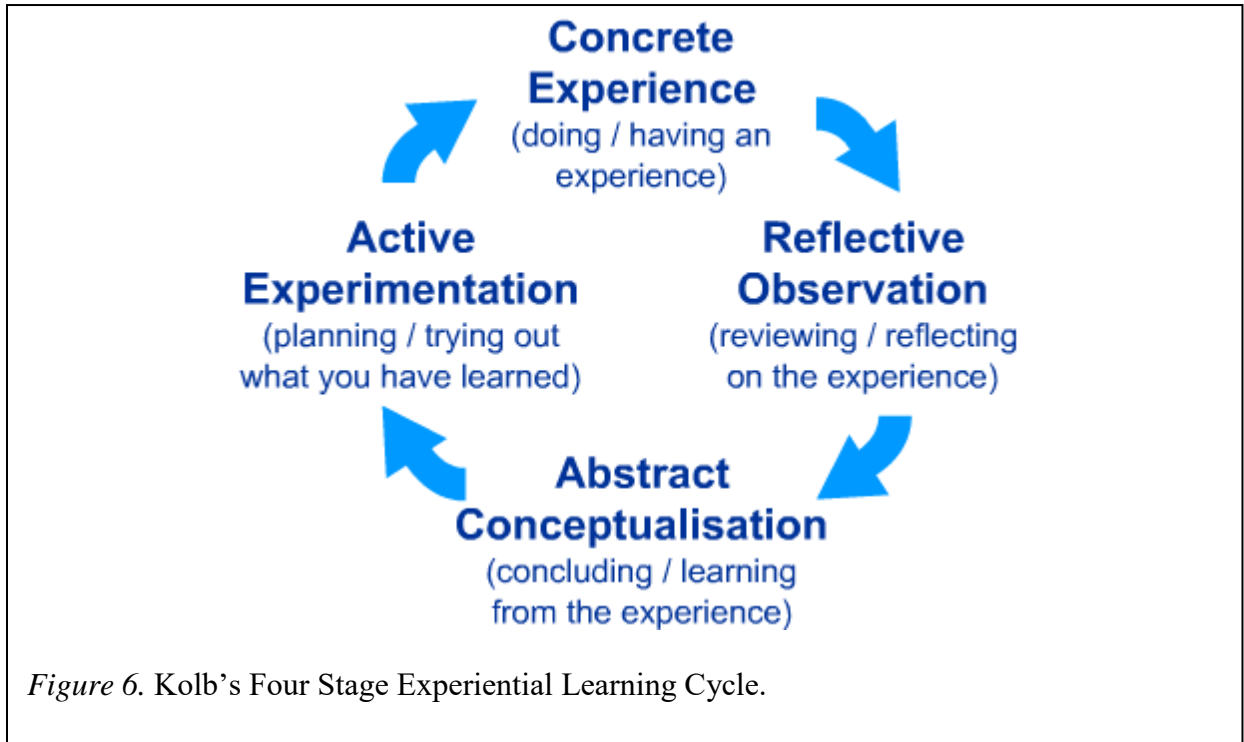 Concrete
Experience
(doing / having an
experience)
Reflective
Observation
(reviewing / reflecting
on the experience)
Abstract
Conceptualisation
(concluding / learning
from the experience)
Active
Experimentation
(planning / trying out
what you have learned)
Figure 6. Kolb’s Four Stage Experiential Learning Cycle.